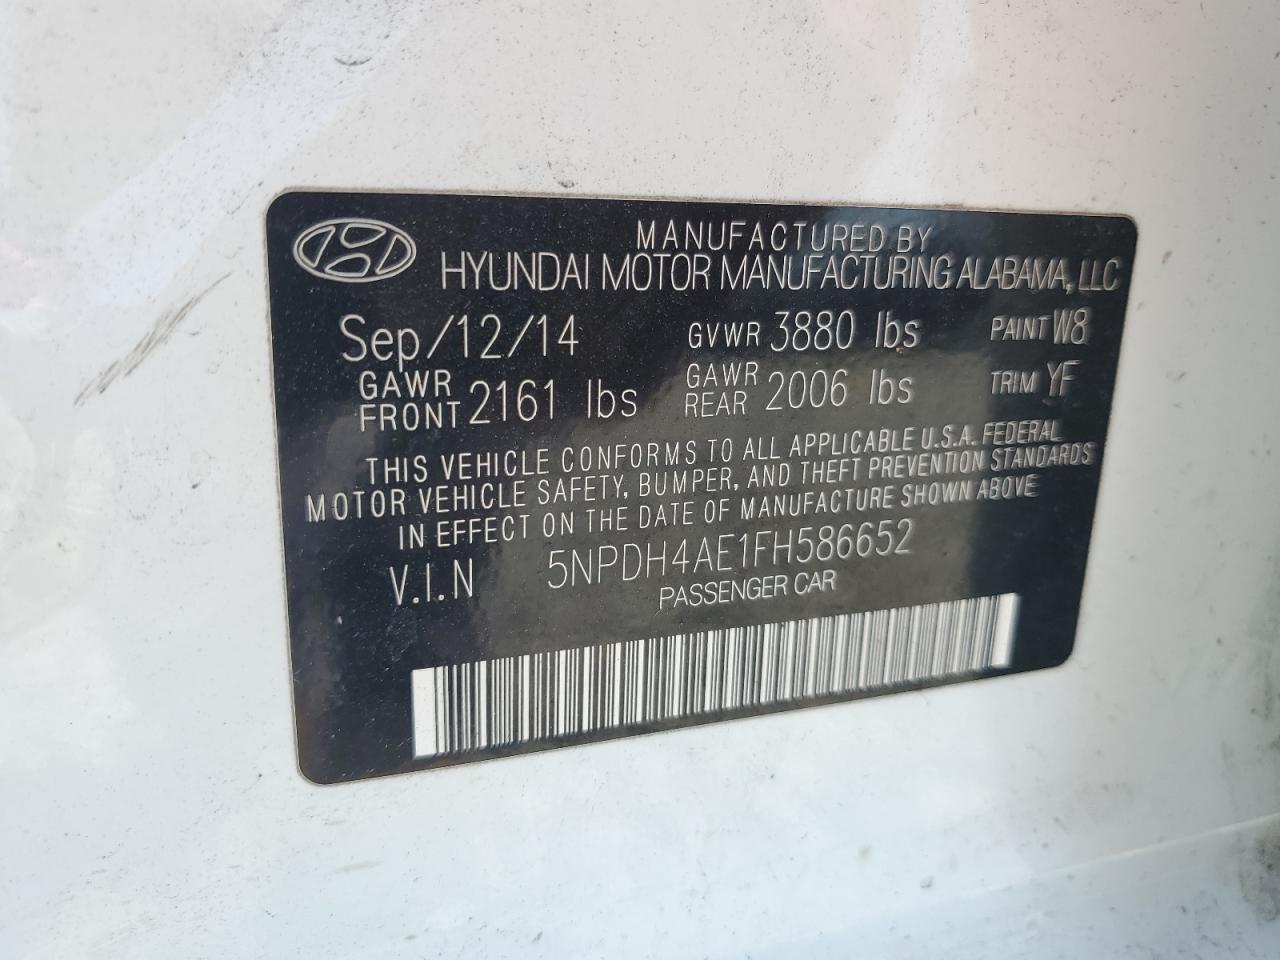 MANUFACTURED BY
HYUNDAI MOTOR MANUFACTURING ALABAMA, LLC
Sep/12/14 GVWR 3880 lbs PAINT W8
GAWR FRONT 2161 lbs GAWR REAR 2006 lbs TRIM YF
THIS VEHICLE CONFORMS TO ALL APPLICABLE U.S.A. FEDERAL
MOTOR VEHICLE SAFETY, BUMPER, AND THEFT PREVENTION STANDARDS
IN EFFECT ON THE DATE OF MANUFACTURE SHOWN ABOVE
V.I.N 5NPDH4AE1FH586652
PASSENGER CAR